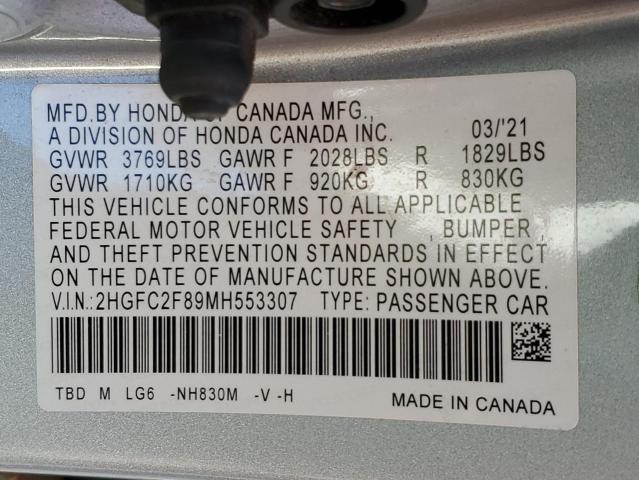 MFD.BY HONDA OF CANADA MFG.,
A DIVISION OF HONDA CANADA INC. 03/'21
GVWR 3769LBS GAWR F 2028LBS R 1829LBS
GVWR 1710KG GAWR F 920KG R 830KG
THIS VEHICLE CONFORMS TO ALL APPLICABLE
FEDERAL MOTOR VEHICLE SAFETY , BUMPER ,
AND THEFT PREVENTION STANDARDS IN EFFECT
ON THE DATE OF MANUFACTURE SHOWN ABOVE.
V.I.N.:2HGFC2F89MH553307 TYPE: PASSENGER CAR
TBD M LG6 -NH830M -V -H
MADE IN CANADA